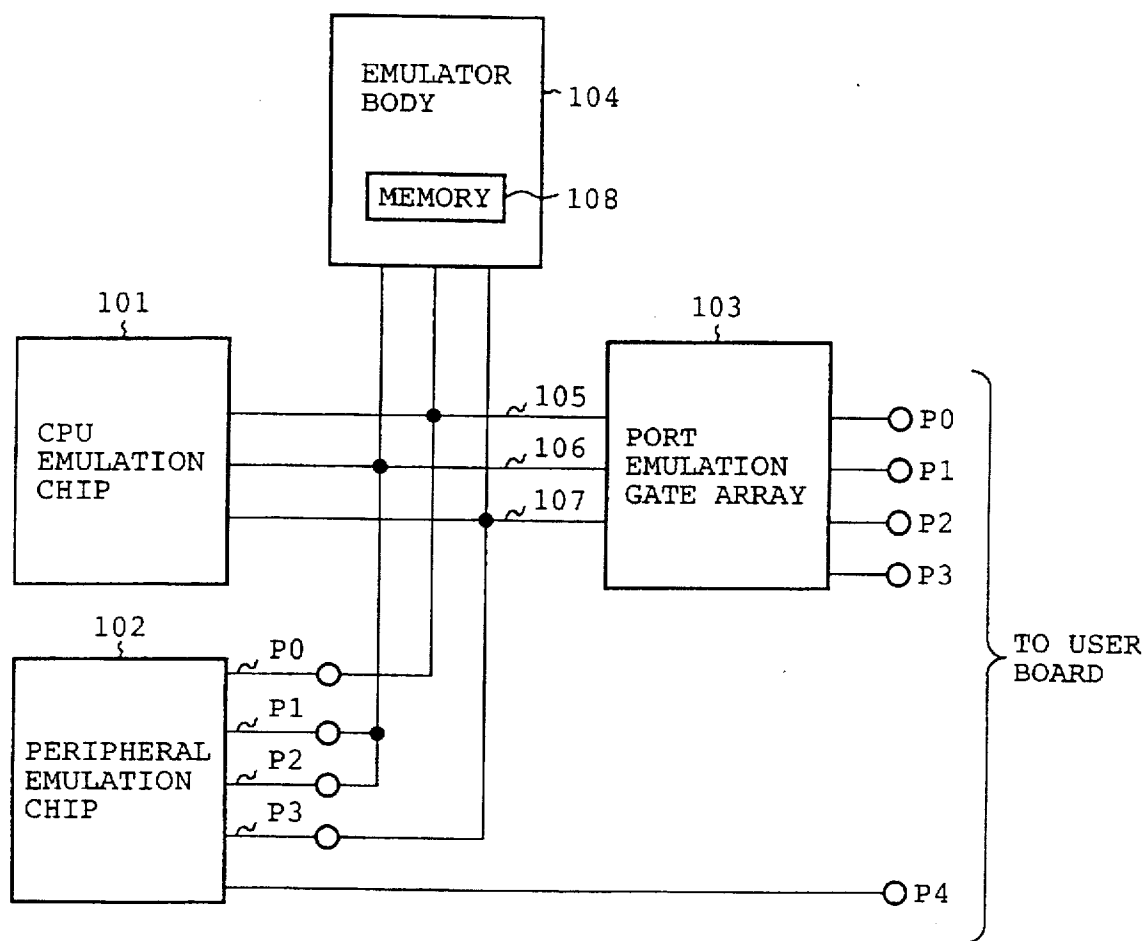 EMULATOR
BODY
104
MEMORY
108
101
103
CPU
EMULATION
CHIP
105
106
107
PORT
EMULATION
GATE ARRAY
P0
P1
P2
P3
102
P0
P1
P2
P3
PERIPHERAL
EMULATION
CHIP
P4
TO USER
BOARD